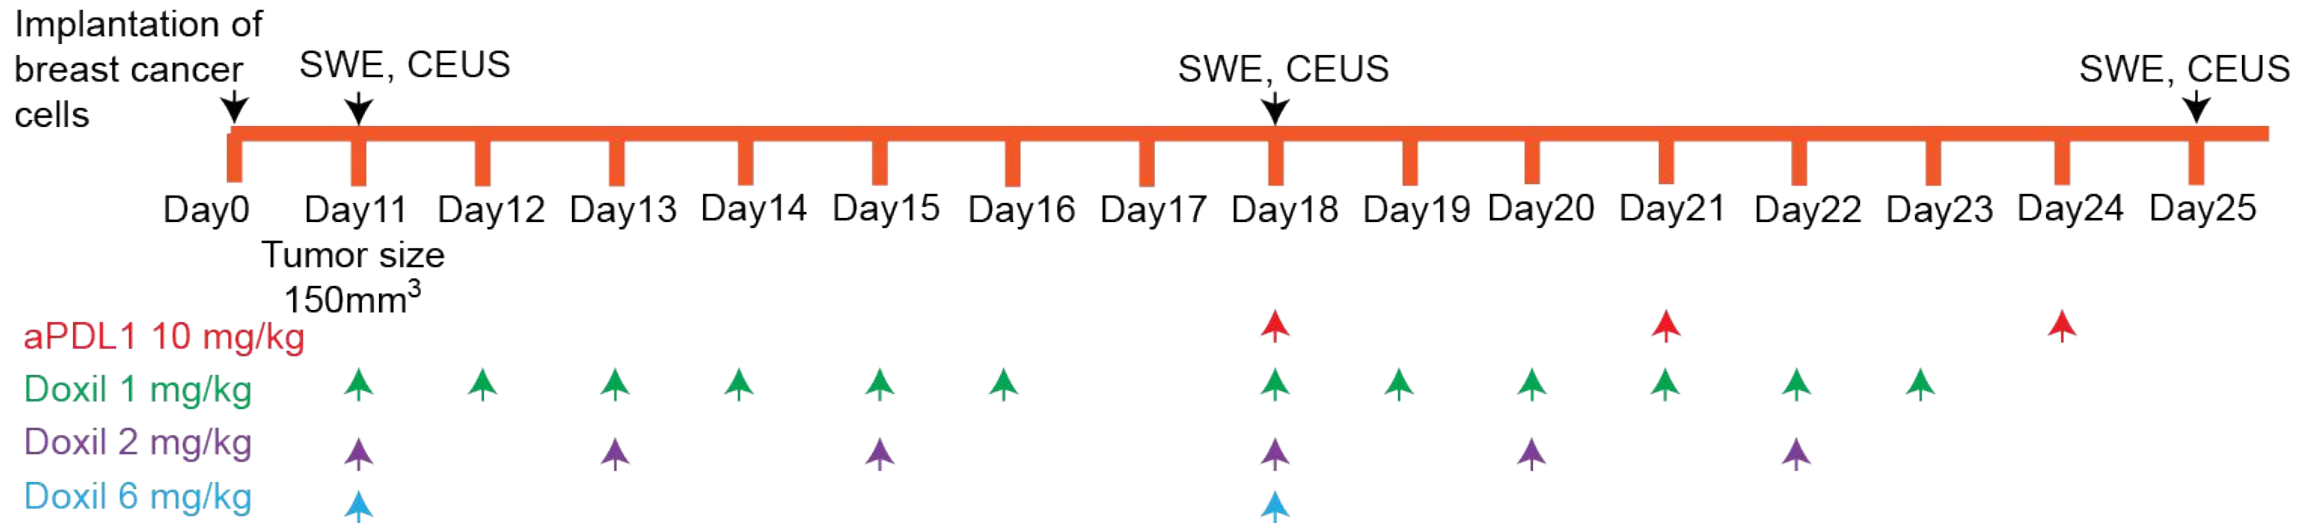 Implantation of
breast cancer
cells
SWE, CEUS
SWE, CEUS
SWE, CEUS
Day0
Day11
Day12
Day13
Day14
Day15
Day16
Day17
Day18
Day19
Day20
Day21
Day22
Day23
Day24
Day25
Tumor size
150mm³
aPDL1 10 mg/kg
Doxil 1 mg/kg
Doxil 2 mg/kg
Doxil 6 mg/kg